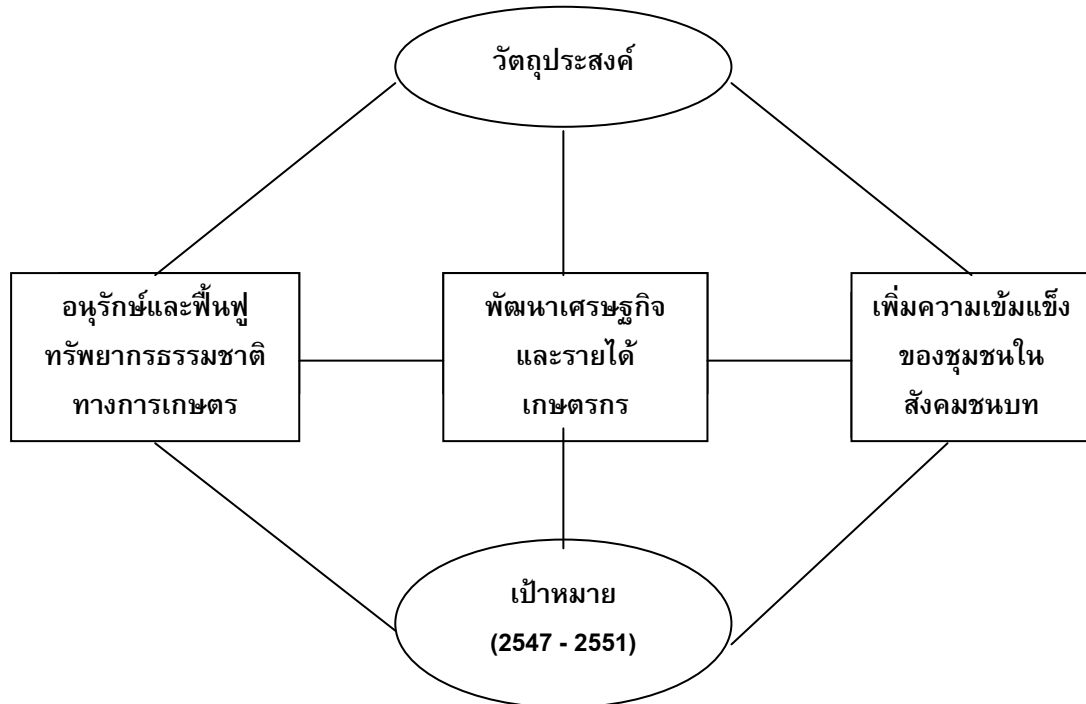 วัตถุประสงค์
อนุรักษ์และฟื้นฟู
ทรัพยากรธรรมชาติ
ทางการเกษตร
พัฒนาเศรษฐกิจ
และรายได้
เกษตรกร
เพิ่มความเข้มแข็ง
ของชุมชนใน
สังคมชนบท
เป้าหมาย
(2547 - 2551)